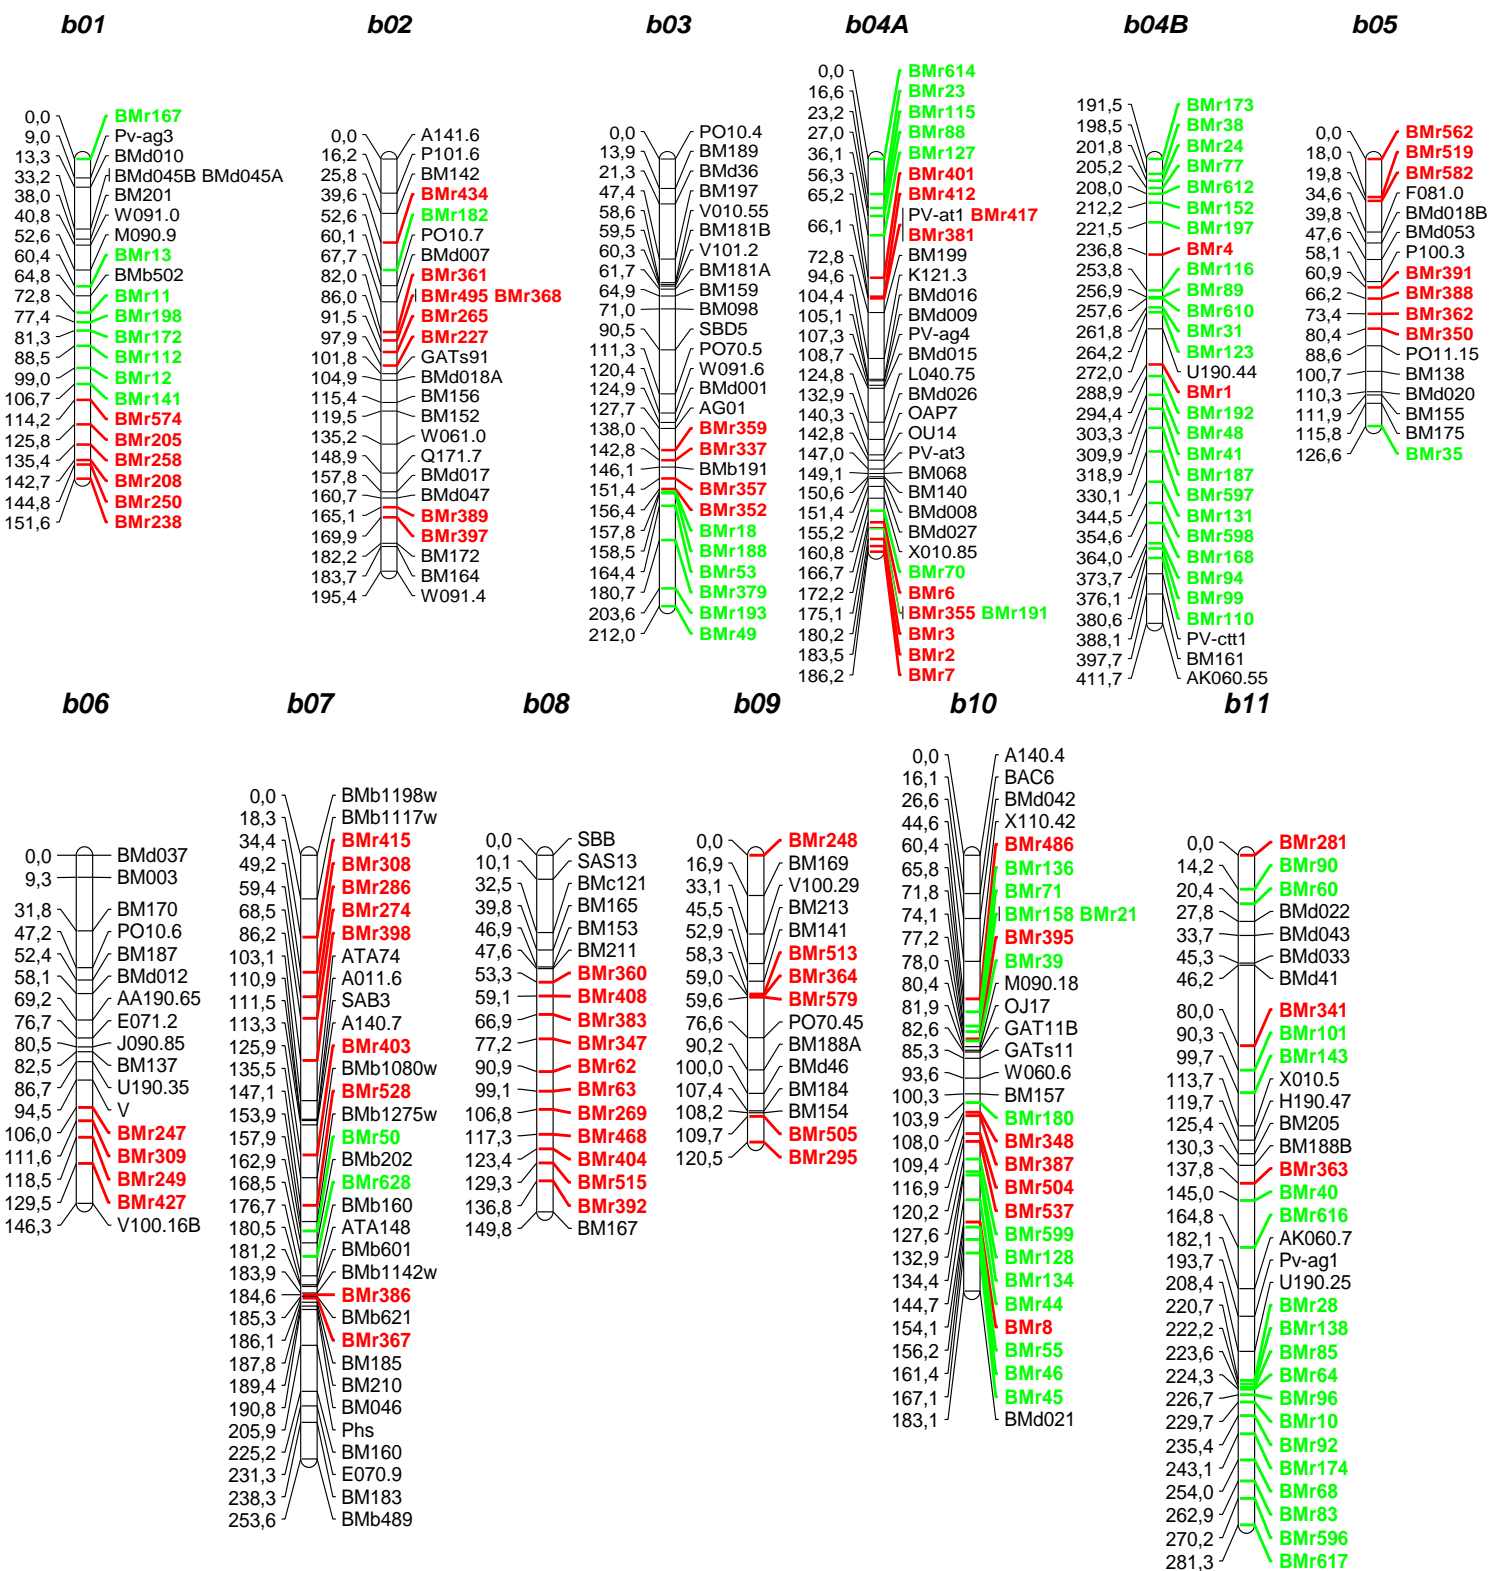 b01
0,0 BMr167
9,0 Pv-ag3
13,3 BMd010
33,2 BMd045B BMd045A
38,0 BM201
40,8 W091.0
52,6 M090.9
60,4 BMr13
64,8 BMb502
72,8 BMr11
77,4 BMr198
81,3 BMr172
88,5 BMr112
99,0 BMr12
106,7 BMr141
114,2 BMr574
125,8 BMr205
135,4 BMr258
142,7 BMr208
144,8 BMr250
151,6 BMr238
b02
0,0 A141.6
16,2 P101.6
25,8 BM142
39,6 BMr434
52,6 BMr182
60,1 PO10.7
67,7 BMd007
82,0 BMr361
86,0 BMr495 BMr368
91,5 BMr265
97,9 BMr227
101,8 GATs91
104,9 BMd018A
115,4 BM156
119,5 BM152
135,2 W061.0
148,9 Q171.7
157,8 BMd017
160,7 BMd047
165,1 BMr389
169,9 BMr397
182,2 BM172
183,7 BM164
195,4 W091.4
b03
0,0 PO10.4
13,9 BM189
21,3 BMd36
47,4 BM197
58,6 V010.55
59,5 BM181B
60,3 V101.2
61,7 BM181A
64,9 BM159
71,0 BM098
90,5 SBD5
111,3 PO70.5
120,4 W091.6
124,9 BMd001
127,7 AG01
138,0 BMr359
142,8 BMr337
146,1 BMb191
151,4 BMr357
156,4 BMr352
157,8 BMr18
158,5 BMr188
164,4 BMr53
180,7 BMr379
203,6 BMr193
212,0 BMr49
b04A
0,0 BMr614
16,6 BMr23
23,2 BMr115
27,0 BMr88
36,1 BMr127
56,3 BMr401
65,2 BMr412
66,1 PV-at1 BMr417
BMr381
72,8 BM199
94,6 K121.3
104,4 BMd016
105,1 BMd009
107,3 PV-ag4
108,7 BMd015
124,8 L040.75
132,9 BMd026
140,3 OAP7
142,8 OU14
147,0 PV-at3
149,1 BM068
150,6 BM140
151,4 BMd008
155,2 BMd027
160,8 X010.85
166,7 BMr70
172,2 BMr6
175,1 BMr355 BMr191
180,2 BMr3
183,5 BMr2
186,2 BMr7
b04B
191,5 BMr173
198,5 BMr38
201,8 BMr24
205,2 BMr77
208,0 BMr612
212,2 BMr152
221,5 BMr197
236,8 BMr4
253,8 BMr116
256,9 BMr89
257,6 BMr610
261,8 BMr31
264,2 BMr123
272,0 U190.44
288,9 BMr1
294,4 BMr192
303,3 BMr48
309,9 BMr41
318,9 BMr187
330,1 BMr597
344,5 BMr131
354,6 BMr598
364,0 BMr168
373,7 BMr94
376,1 BMr99
380,6 BMr110
388,1 PV-ctt1
397,7 BM161
411,7 AK060.55
b05
0,0 BMr562
18,0 BMr519
19,8 BMr582
34,6 F081.0
39,8 BMd018B
47,6 BMd053
58,1 P100.3
60,9 BMr391
66,2 BMr388
73,4 BMr362
80,4 BMr350
88,6 PO11.15
100,7 BM138
110,3 BMd020
111,9 BM155
115,8 BM175
126,6 BMr35
b06
0,0 BMd037
9,3 BM003
31,8 BM170
47,2 PO10.6
52,4 BM187
58,1 BMd012
69,2 AA190.65
76,7 E071.2
80,5 J090.85
82,5 BM137
86,7 U190.35
94,5 V
106,0 BMr247
111,6 BMr309
118,5 BMr249
129,5 BMr427
146,3 V100.16B
b07
0,0 BMb1198w
18,3 BMb1117w
34,4 BMr415
49,2 BMr308
59,4 BMr286
68,5 BMr274
86,2 BMr398
103,1 ATA74
110,9 A011.6
111,5 SAB3
113,3 A140.7
125,9 BMr403
135,5 BMb1080w
147,1 BMr528
153,9 BMb1275w
157,9 BMr50
162,9 BMb202
168,5 BMr628
176,7 BMb160
180,5 ATA148
181,2 BMb601
183,9 BMb1142w
184,6 BMr386
185,3 BMb621
186,1 BMr367
187,8 BM185
189,4 BM210
190,8 BM046
205,9 Phs
225,2 BM160
231,3 E070.9
238,3 BM183
253,6 BMb489
b08
0,0 SBB
10,1 SAS13
32,5 BMc121
39,8 BM165
46,9 BM153
47,6 BM211
53,3 BMr360
59,1 BMr408
66,9 BMr383
77,2 BMr347
90,9 BMr62
99,1 BMr63
106,8 BMr269
117,3 BMr468
123,4 BMr404
129,3 BMr515
136,8 BMr392
149,8 BM167
b09
0,0 BMr248
16,9 BM169
33,1 V100.29
45,5 BM213
52,9 BM141
58,3 BMr513
59,0 BMr364
59,6 BMr579
76,6 PO70.45
90,2 BM188A
100,0 BMd46
107,4 BM184
108,2 BM154
109,7 BMr505
120,5 BMr295
b10
0,0 A140.4
16,1 BAC6
26,6 BMd042
44,6 X110.42
60,4 BMr486
65,8 BMr136
71,8 BMr71
74,1 BMr158 BMr21
77,2 BMr395
78,0 BMr39
80,4 M090.18
81,9 OJ17
82,6 GAT11B
85,3 GATs11
93,6 W060.6
100,3 BM157
103,9 BMr180
108,0 BMr348
109,4 BMr387
116,9 BMr504
120,2 BMr537
127,6 BMr599
132,9 BMr128
134,4 BMr134
144,7 BMr44
154,1 BMr8
156,2 BMr55
161,4 BMr46
167,1 BMr45
183,1 BMd021
b11
0,0 BMr281
14,2 BMr90
20,4 BMr60
27,8 BMd022
33,7 BMd043
45,3 BMd033
46,2 BMd41
80,0 BMr341
90,3 BMr101
99,7 BMr143
113,7 X010.5
119,7 H190.47
125,4 BM205
130,3 BM188B
137,8 BMr363
145,0 BMr40
164,8 BMr616
182,1 AK060.7
193,7 Pv-ag1
208,4 U190.25
220,7 BMr28
222,2 BMr138
223,6 BMr85
224,3 BMr64
226,7 BMr96
229,7 BMr10
235,4 BMr92
243,1 BMr174
254,0 BMr68
262,9 BMr83
270,2 BMr596
281,3 BMr617